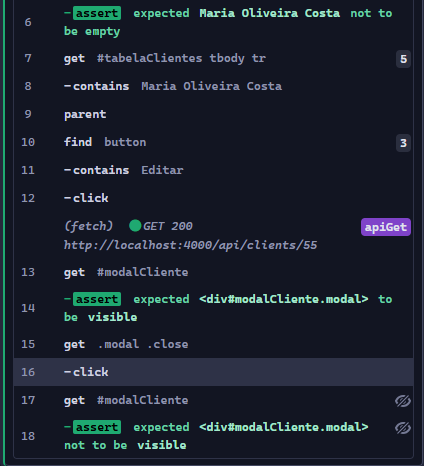 6 -assert expected Maria Oliveira Costa not to
be empty
7 get #tabelaClientes tbody tr 5
8 -contains Maria Oliveira Costa
9 parent
10 find button 3
11 -contains Editar
12 -click
(fetch) GET 200 apiGet
http://localhost:4000/api/clients/55
13 get #modalCliente
14 -assert expected <div#modalCliente.modal> to
be visible
15 get .modal .close
16 -click
17 get #modalCliente
18 -assert expected <div#modalCliente.modal>
not to be visible